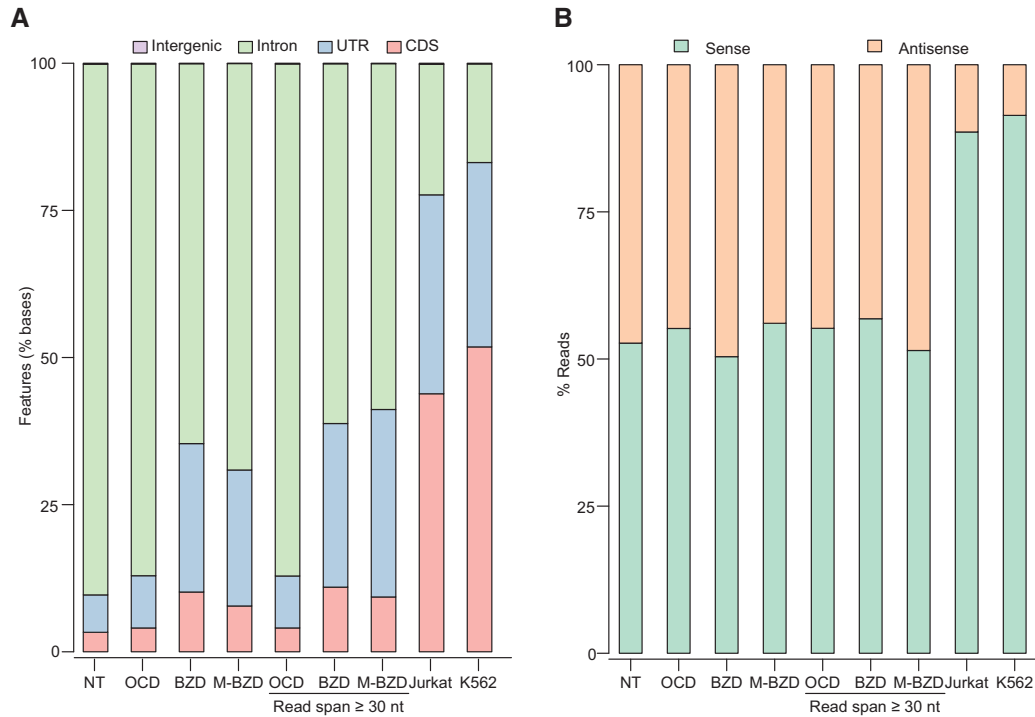 A
Intergenic Intron UTR CDS
100
75
50
25
0
Features (% bases)
NT OCD BZD M-BZD OCD BZD M-BZD Jurkat K562
Read span ≥ 30 nt
B
Sense Antisense
100
75
50
25
0
% Reads
NT OCD BZD M-BZD OCD BZD M-BZD Jurkat K562
Read span ≥ 30 nt